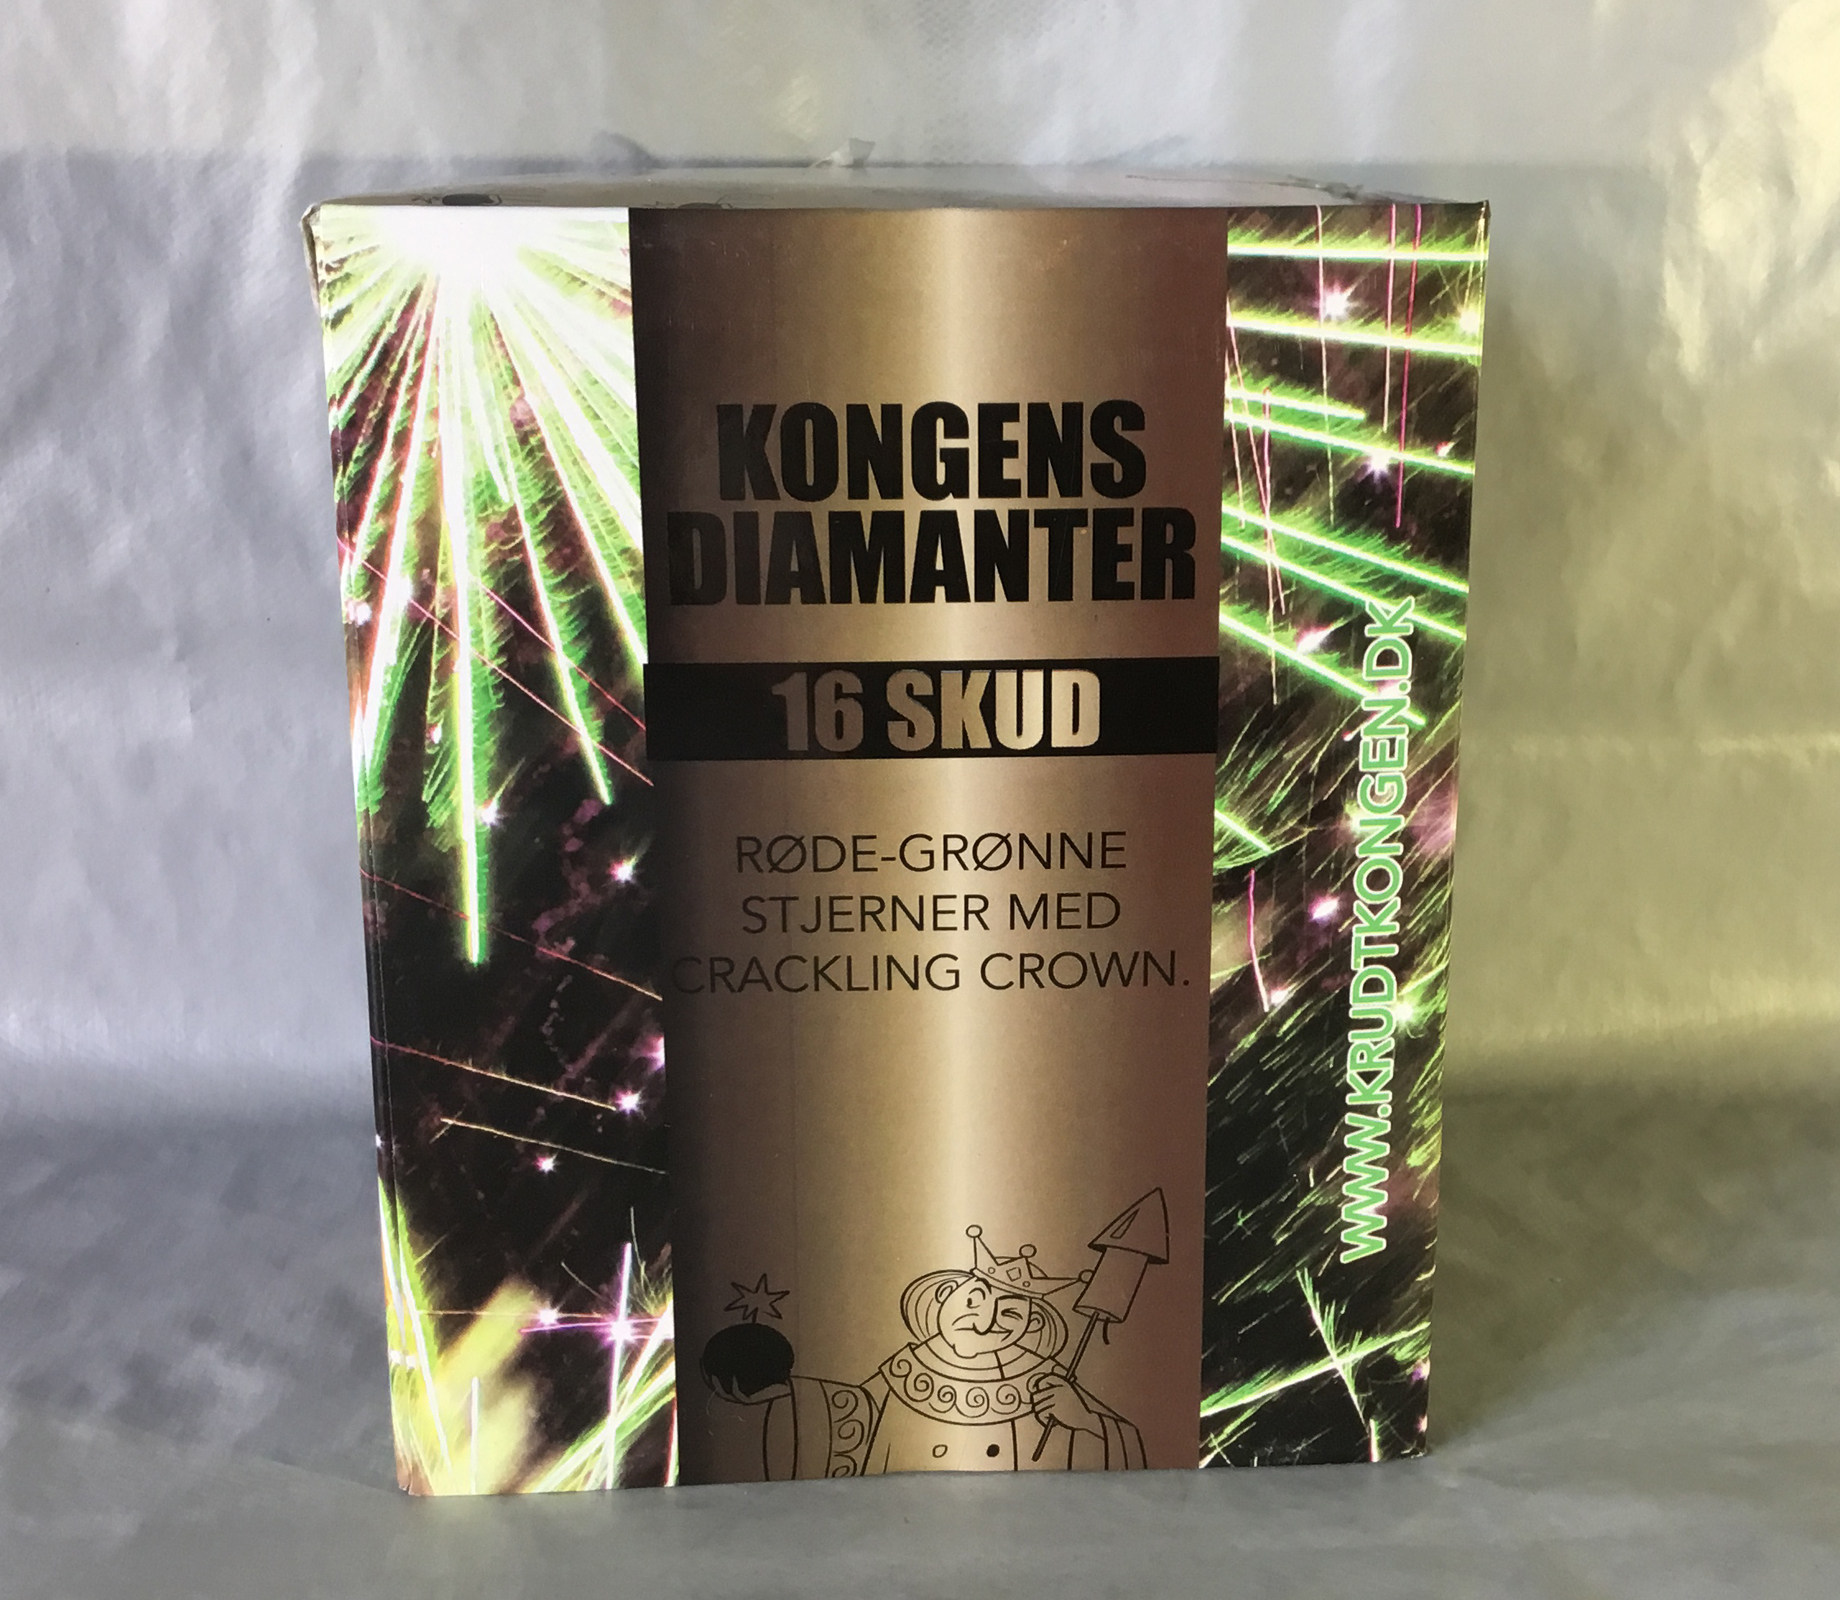 KONGENS
DIAMANTER
16 SKUD
RØDE-GRØNNE
STJERNER MED
CRACKLING CROWN.
WWW.KRUDTKONGEN.DK